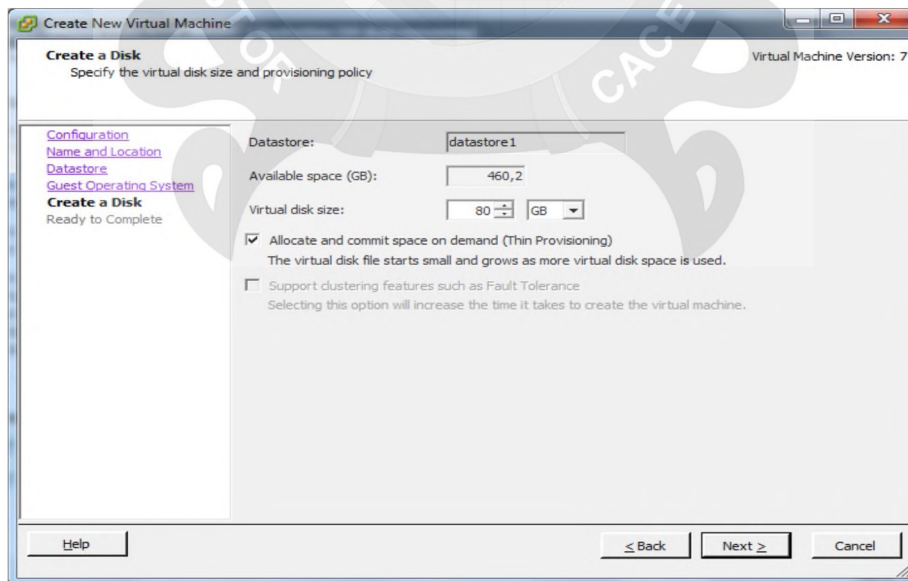 Create New Virtual Machine
Create a Disk
Specify the virtual disk size and provisioning policy
Virtual Machine Version: 7
Configuration
Name and Location
Datastore
Guest Operating System
Create a Disk
Ready to Complete
Datastore: datastore1
Available space (GB): 460,2
Virtual disk size: 80 GB
Allocate and commit space on demand (Thin Provisioning)
The virtual disk file starts small and grows as more virtual disk space is used.
Support clustering features such as Fault Tolerance
Selecting this option will increase the time it takes to create the virtual machine.
Help
< Back
Next >
Cancel